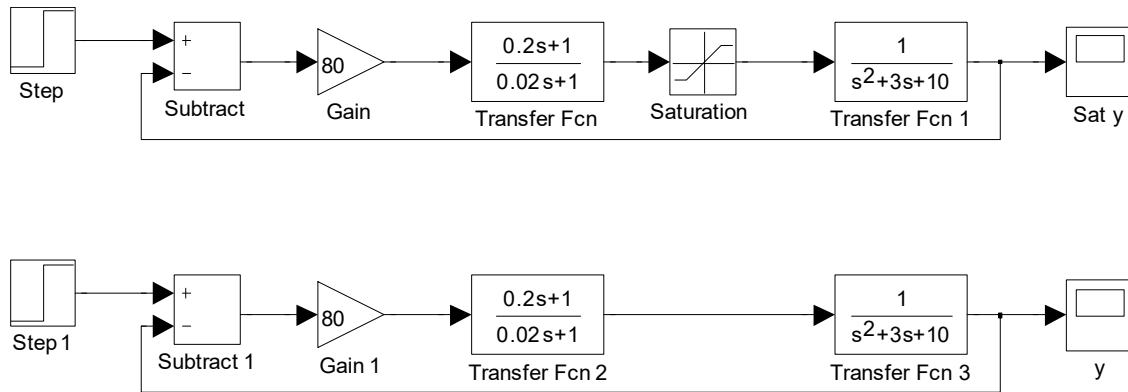 Step
+
−
Subtract
80
Gain
0.2s+1
0.02s+1
Transfer Fcn
Saturation
1
s²+3s+10
Transfer Fcn 1
Sat y
Step 1
+
−
Subtract 1
80
Gain 1
0.2s+1
0.02s+1
Transfer Fcn 2
1
s²+3s+10
Transfer Fcn 3
y